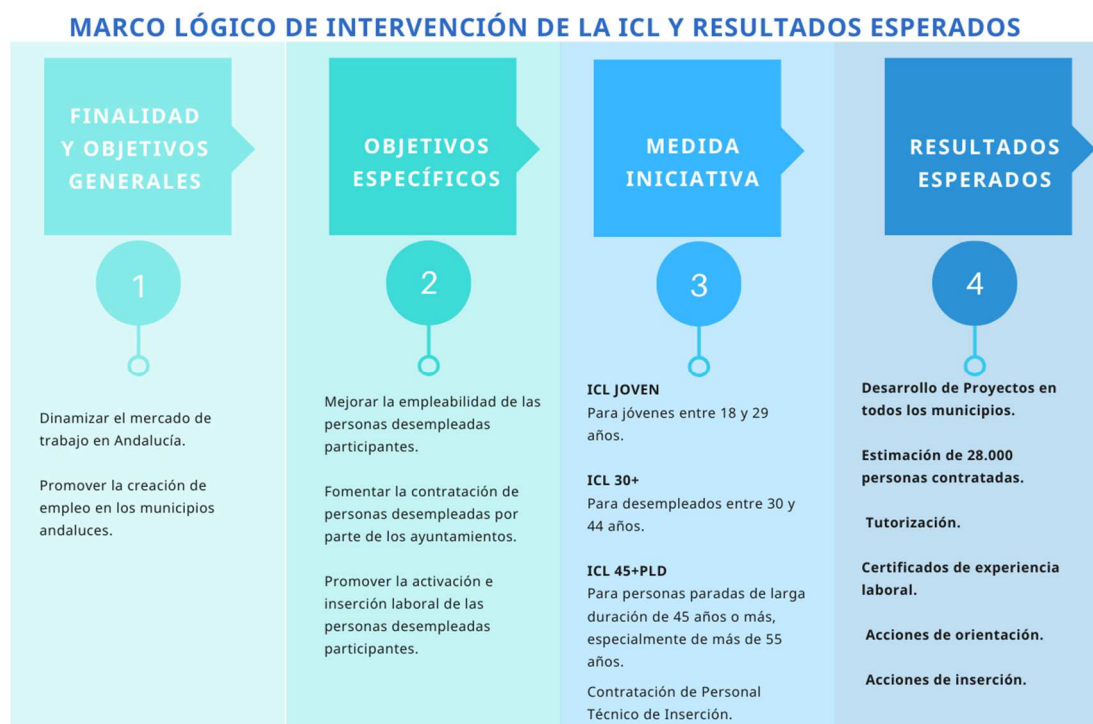 MARCO LÓGICO DE INTERVENCIÓN DE LA ICL Y RESULTADOS ESPERADOS
FINALIDAD
Y OBJETIVOS
GENERALES
1
Dinamizar el mercado de
trabajo en Andalucía.
Promover la creación de
empleo en los municipios
andaluces.
OBJETIVOS
ESPECÍFICOS
2
Mejorar la empleabilidad de las
personas desempleadas
participantes.
Fomentar la contratación de
personas desempleadas por
parte de los ayuntamientos.
Promover la activación e
inserción laboral de las
personas desempleadas
participantes.
MEDIDA
INICIATIVA
3
ICL JOVEN
Para jóvenes entre 18 y 29
años.
ICL 30+
Para desempleados entre 30 y
44 años.
ICL 45+PLD
Para personas paradas de larga
duración de 45 años o más,
especialmente de más de 55
años.
Contratación de Personal
Técnico de Inserción.
RESULTADOS
ESPERADOS
4
Desarrollo de Proyectos en
todos los municipios.
Estimación de 28.000
personas contratadas.
Tutorización.
Certificados de experiencia
laboral.
Acciones de orientación.
Acciones de inserción.